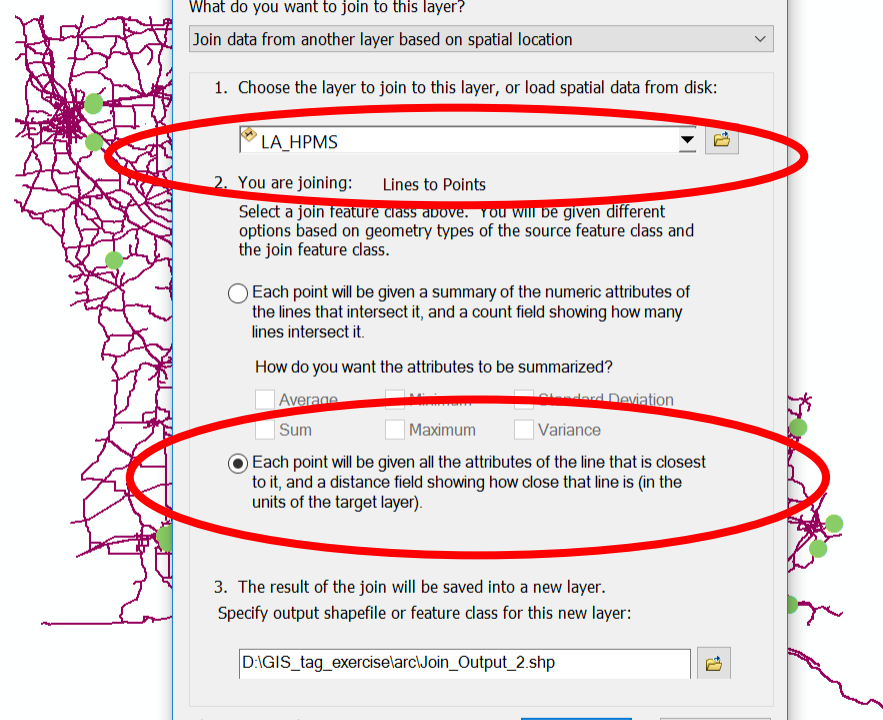 What do you want to join to this layer?
Join data from another layer based on spatial location
1. Choose the layer to join to this layer, or load spatial data from disk:
LA_HPMS
2. You are joining: Lines to Points
Select a join feature class above. You will be given different
options based on geometry types of the source feature class and
the join feature class.
Each point will be given a summary of the numeric attributes of
the lines that intersect it, and a count field showing how many
lines intersect it.
How do you want the attributes to be summarized?
Average Minimum Standard Deviation
Sum Maximum Variance
Each point will be given all the attributes of the line that is closest
to it, and a distance field showing how close that line is (in the
units of the target layer).
3. The result of the join will be saved into a new layer.
Specify output shapefile or feature class for this new layer:
D:\GIS_tag_exercise\arc\Join_Output_2.shp